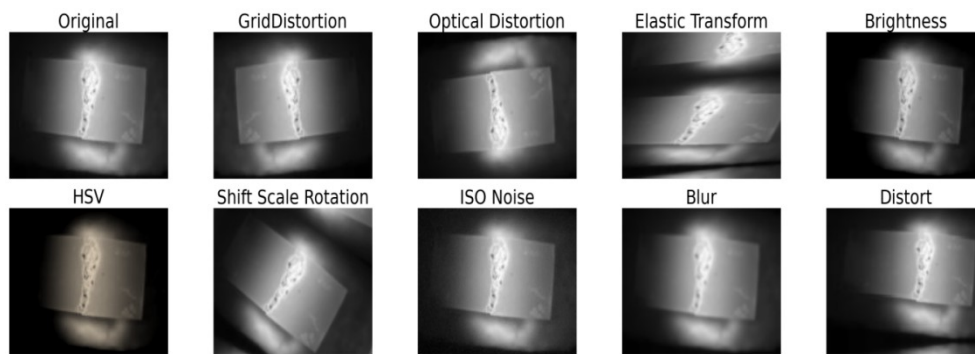 Original
GridDistortion
Optical Distortion
Elastic Transform
Brightness
HSV
Shift Scale Rotation
ISO Noise
Blur
Distort